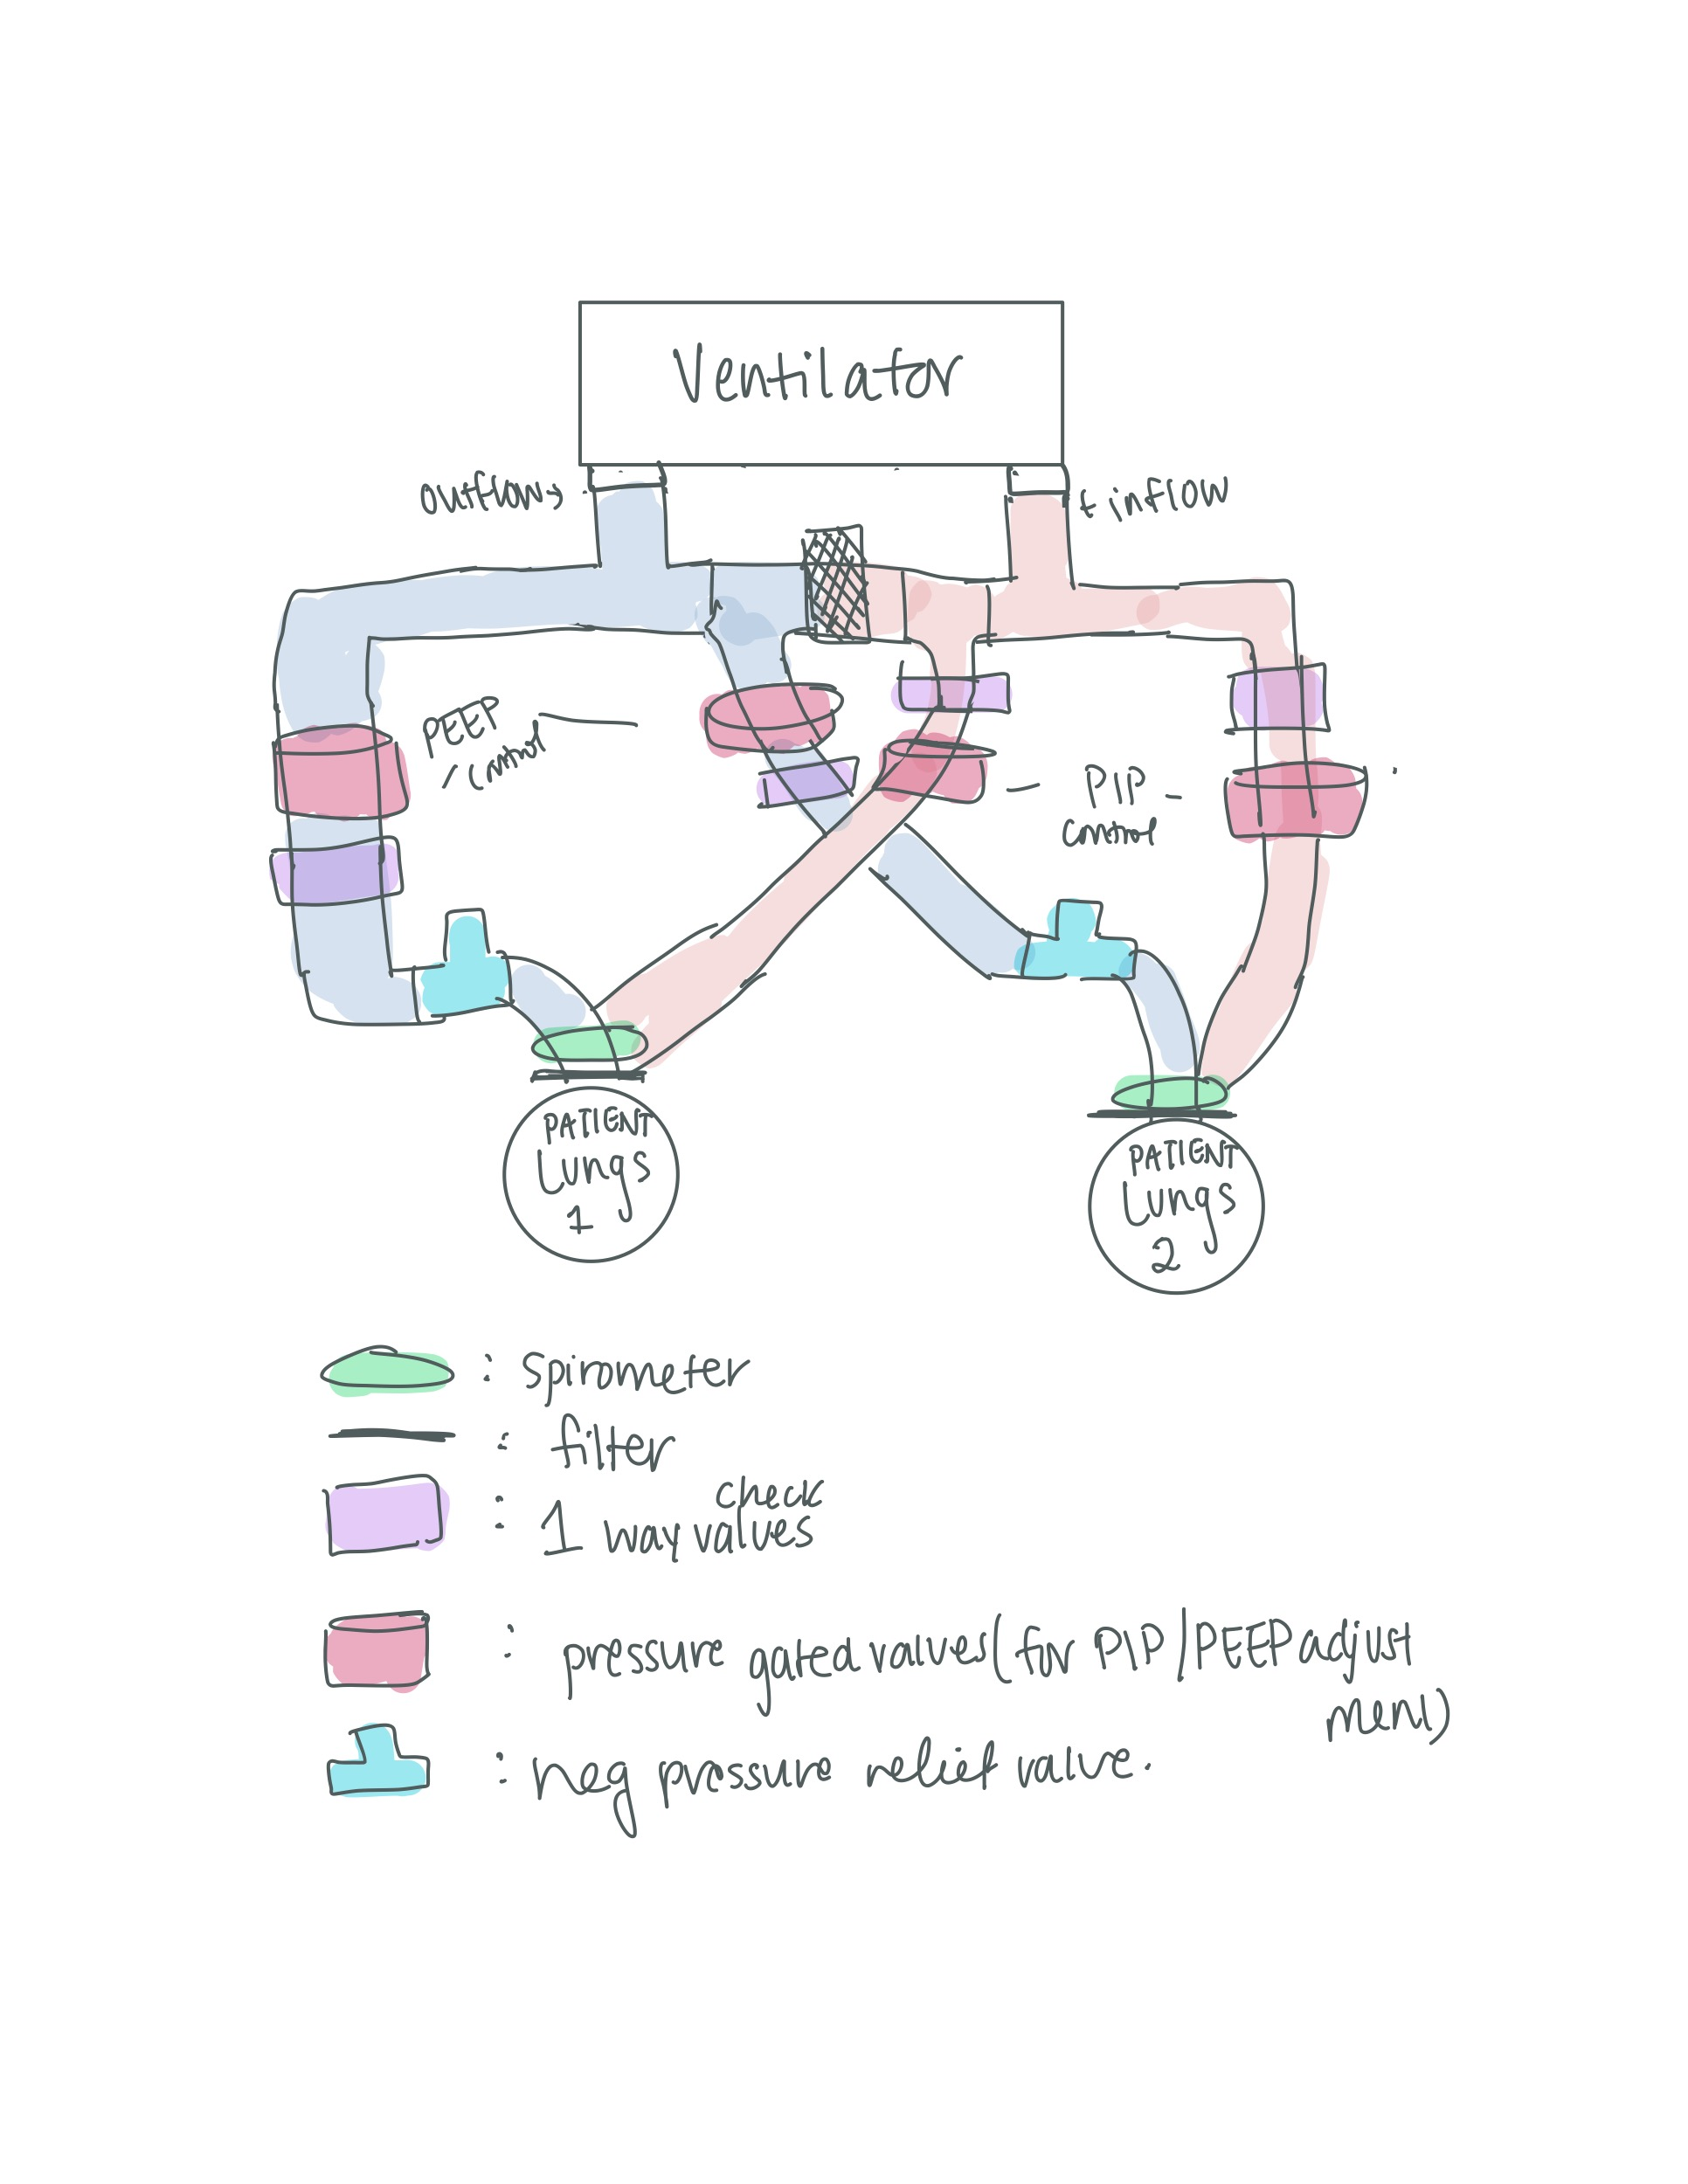 Ventilator
outflow →
← inflow
PEEP
control
PIP
control
PATIENT
Lungs
1
PATIENT
Lungs
2
: spirometer
: filter
check
: 1 way valves
: pressure gated valves (for PIP/PEEP adjust
ment)
: neg pressure relief valve.